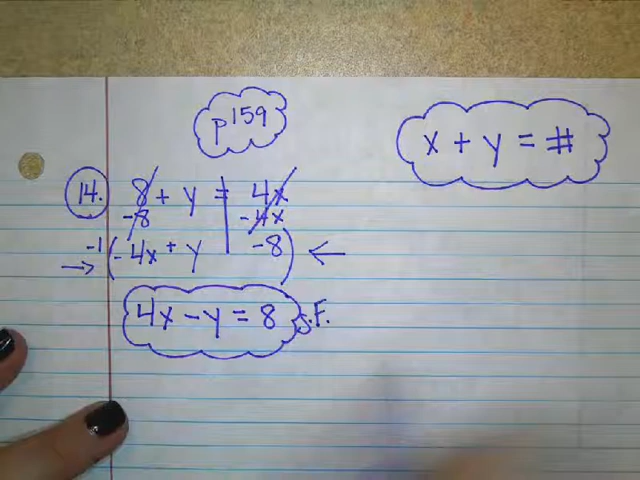 p159
x + y = #
14. 8 + y = 4x
-8 -4x
-1 (-4x + y -8) ←
→
4x - y = 8 S.F.